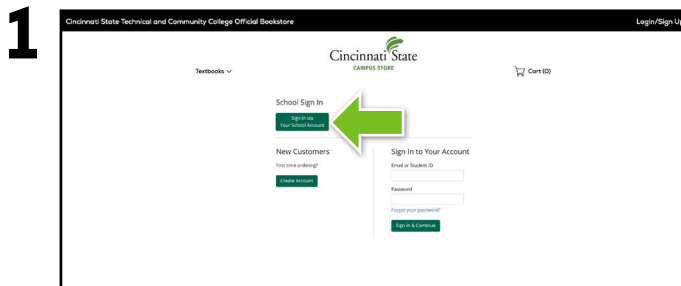 1
Cincinnati State Technical and Community College Official Bookstore
Login/Sign Up
Cincinnati State
CAMPUS STORE
Textbooks
Cart (0)
School Sign In
Sign In via
Your School Account
New Customers
First time ordering?
Create Account
Sign In to Your Account
Email or Student ID
Password
Forgot your password?
Sign In & Continue